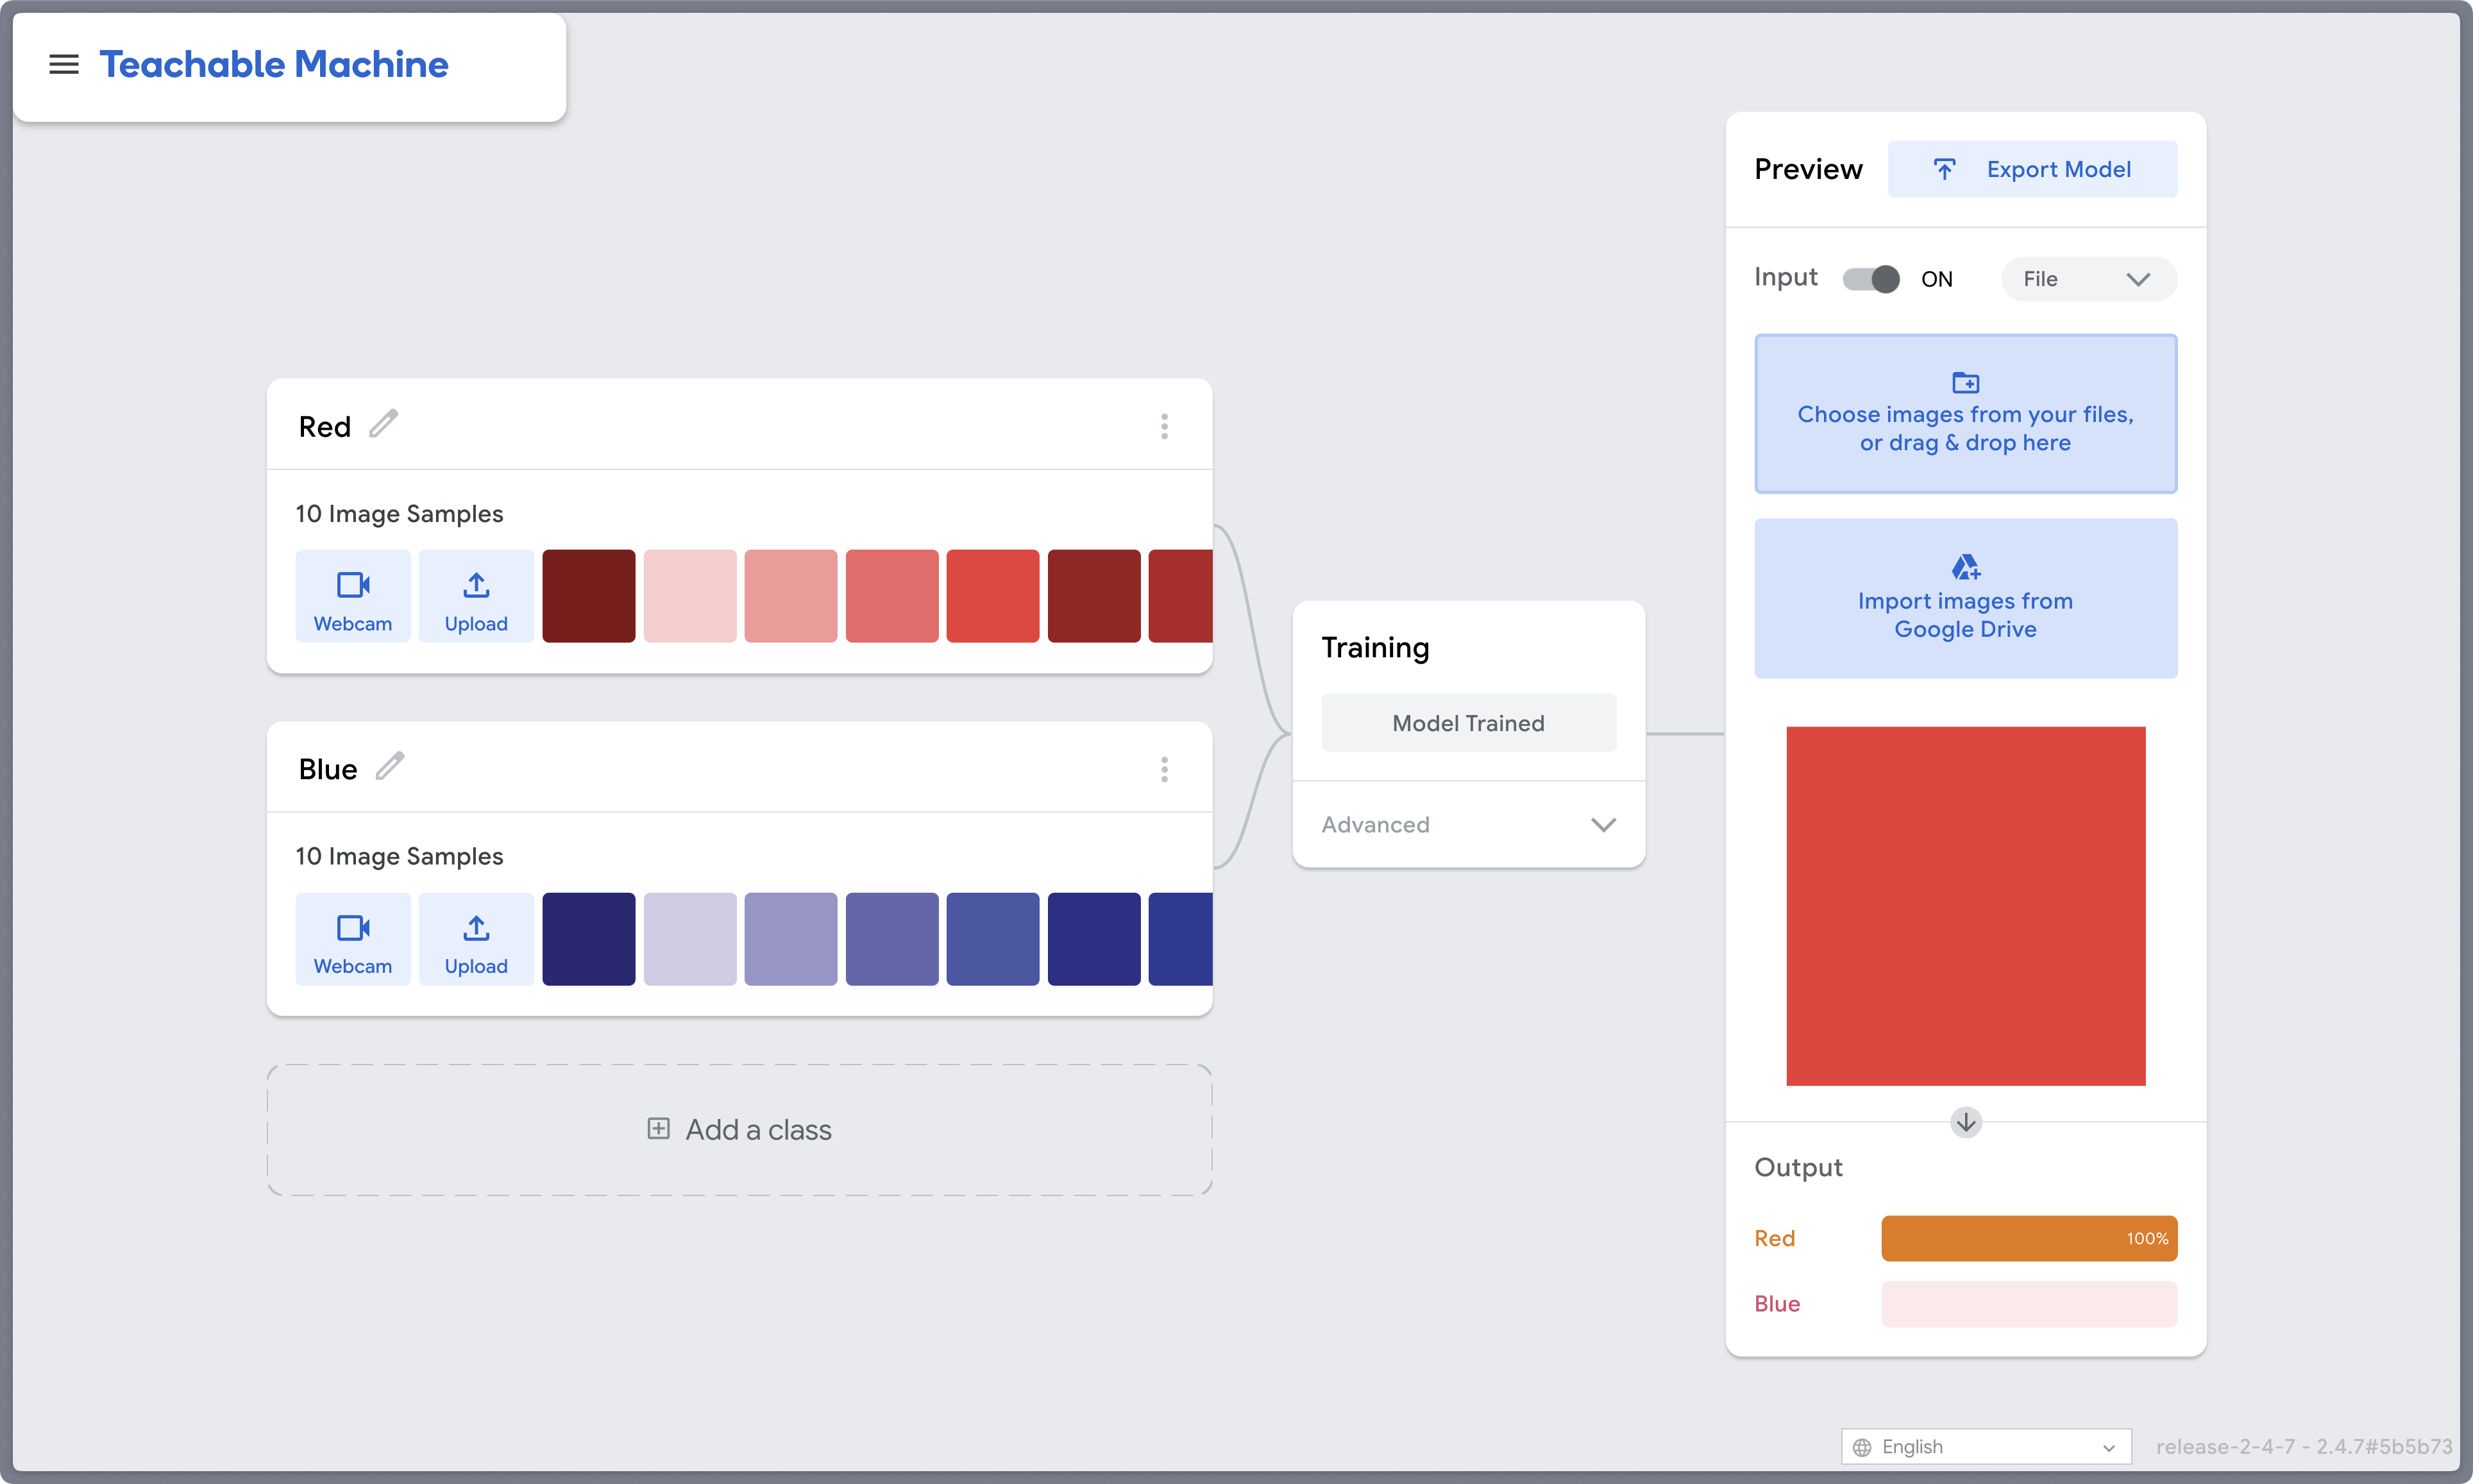 Teachable Machine
Preview
Export Model
Input
ON
File
Choose images from your files,
or drag & drop here
Import images from
Google Drive
Red
10 Image Samples
Webcam
Upload
Blue
10 Image Samples
Webcam
Upload
Add a class
Training
Model Trained
Advanced
Output
Red
100%
Blue
English
release-2-4-7 - 2.4.7#5b5b73